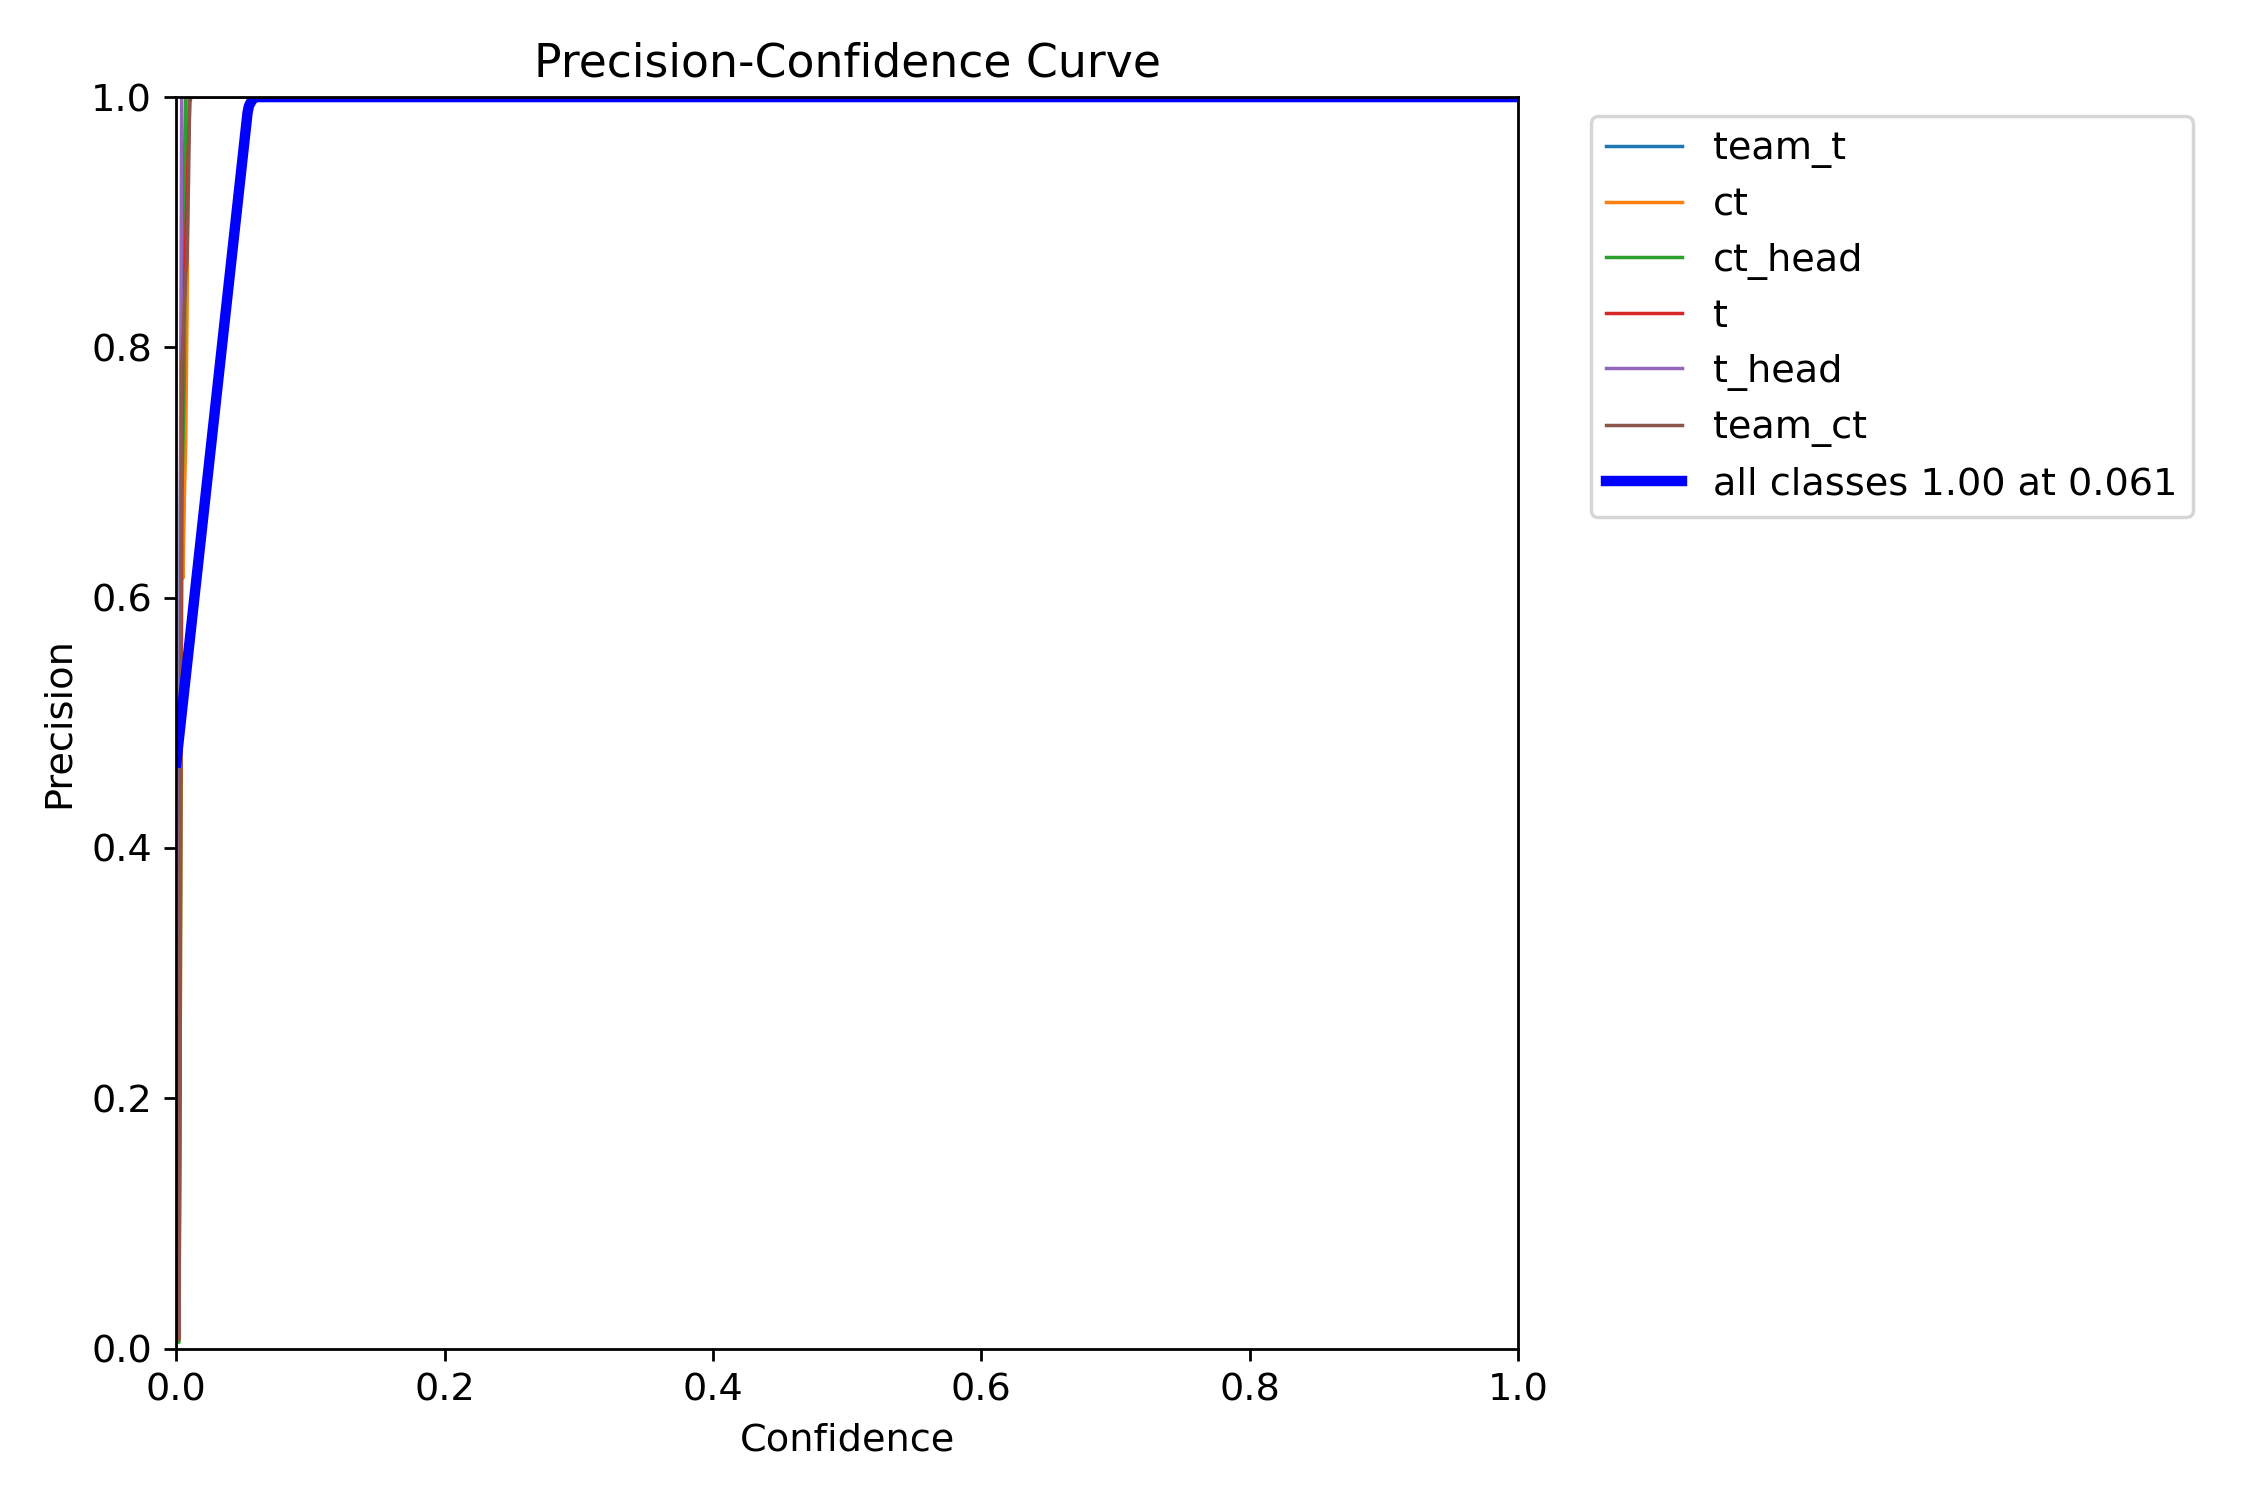 Precision-Confidence Curve
1.0
0.8
0.6
0.4
0.2
0.0
Precision
0.0 0.2 0.4 0.6 0.8 1.0
Confidence
team_t
ct
ct_head
t
t_head
team_ct
all classes 1.00 at 0.061